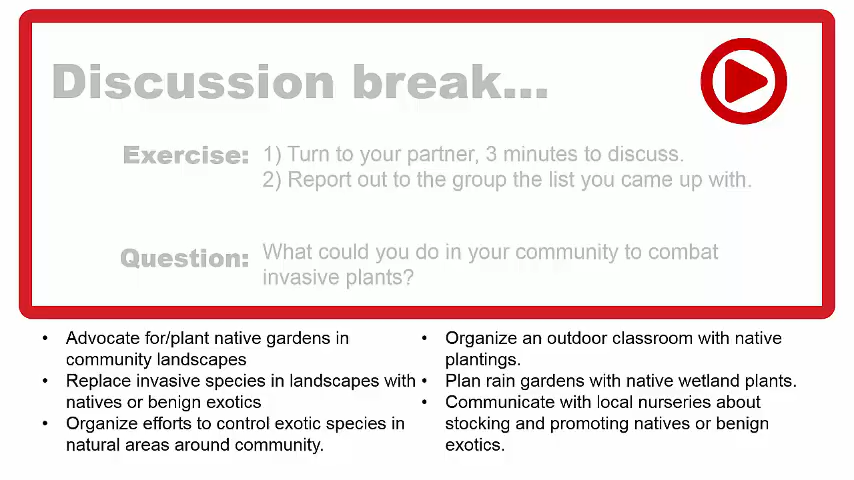 Discussion break...
Exercise: 1) Turn to your partner, 3 minutes to discuss.
2) Report out to the group the list you came up with.
Question: What could you do in your community to combat
invasive plants?
• Advocate for/plant native gardens in
community landscapes
• Replace invasive species in landscapes with
natives or benign exotics
• Organize efforts to control exotic species in
natural areas around community.
• Organize an outdoor classroom with native
plantings.
• Plan rain gardens with native wetland plants.
• Communicate with local nurseries about
stocking and promoting natives or benign
exotics.